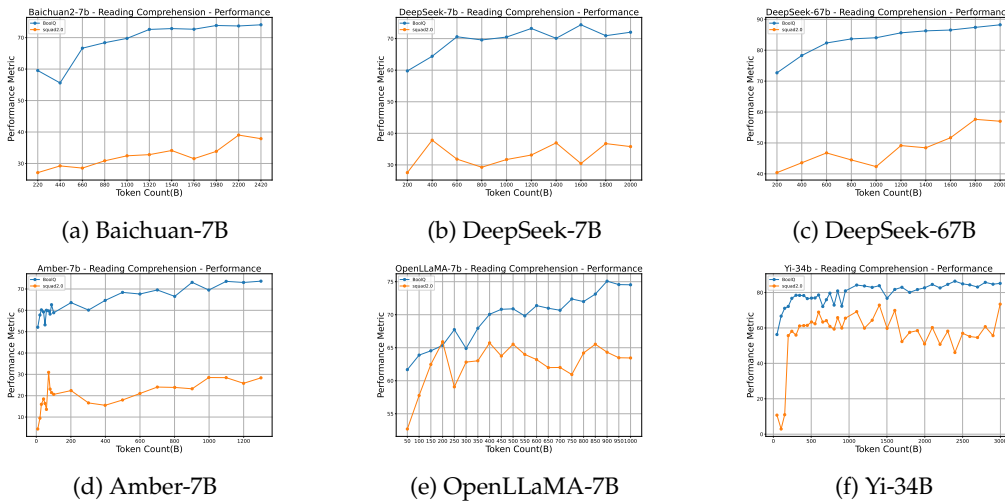 Baichuan2-7b - Reading Comprehension - Performance
BoolQ
squad2.0
Performance Metric
70
60
50
40
30
220 440 660 880 1100 1320 1540 1760 1980 2200 2420
Token Count(B)
(a) Baichuan-7B
DeepSeek-7b - Reading Comprehension - Performance
BoolQ
squad2.0
Performance Metric
70
60
50
40
30
200 400 600 800 1000 1200 1400 1600 1800 2000
Token Count(B)
(b) DeepSeek-7B
DeepSeek-67b - Reading Comprehension - Performance
BoolQ
squad2.0
Performance Metric
90
80
70
60
50
40
200 400 600 800 1000 1200 1400 1600 1800 2000
Token Count(B)
(c) DeepSeek-67B
Amber-7b - Reading Comprehension - Performance
BoolQ
squad2.0
Performance Metric
70
60
50
40
30
20
10
0 200 400 600 800 1000 1200
Token Count(B)
(d) Amber-7B
OpenLLaMA-7b - Reading Comprehension - Performance
BoolQ
squad2.0
Performance Metric
75
70
65
60
55
50 100 150 200 250 300 350 400 450 500 550 600 650 700 750 800 850 900 950 1000
Token Count(B)
(e) OpenLLaMA-7B
Yi-34b - Reading Comprehension - Performance
BoolQ
squad2.0
Performance Metric
80
60
40
20
0
0 500 1000 1500 2000 2500 3000
Token Count(B)
(f) Yi-34B